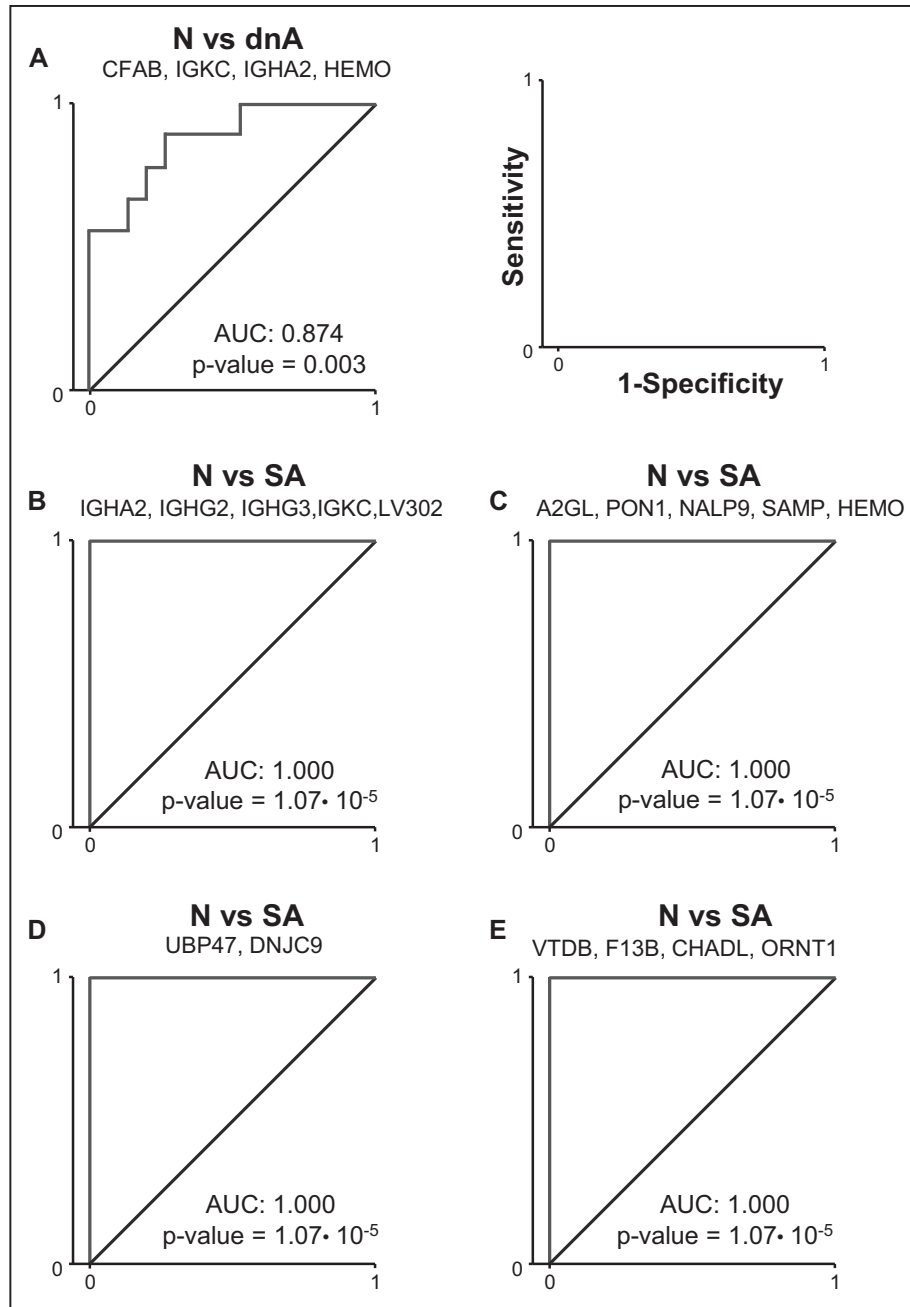 A
N vs dnA
CFAB, IGKC, IGHA2, HEMO
1
AUC: 0.874
p-value = 0.003
0
0
1
1
Sensitivity
0
0
1
1-Specificity
B
N vs SA
IGHA2, IGHG2, IGHG3,IGKC,LV302
1
AUC: 1.000
p-value = 1.07• 10-5
0
0
1
C
N vs SA
A2GL, PON1, NALP9, SAMP, HEMO
1
AUC: 1.000
p-value = 1.07• 10-5
0
0
1
D
N vs SA
UBP47, DNJC9
1
AUC: 1.000
p-value = 1.07• 10-5
0
0
1
E
N vs SA
VTDB, F13B, CHADL, ORNT1
1
AUC: 1.000
p-value = 1.07• 10-5
0
0
1